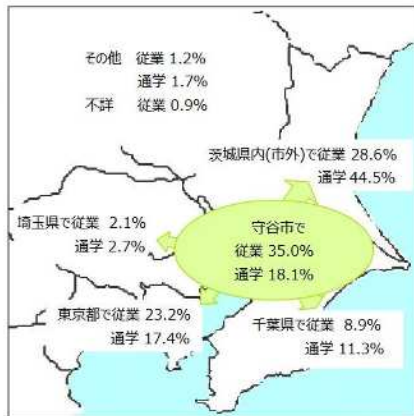 その他 従業 1.2%
通学 1.7%
不詳 従業 0.9%
茨城県内(市外)で従業 28.6%
通学 44.5%
埼玉県で従業 2.1%
通学 2.7%
守谷市で
従業 35.0%
通学 18.1%
東京都で従業 23.2%
通学 17.4%
千葉県で従業 8.9%
通学 11.3%